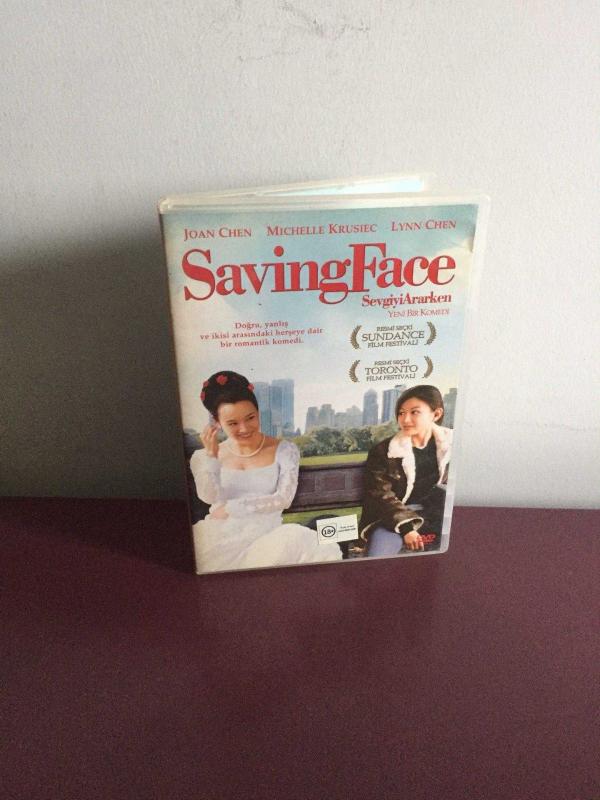 JOAN CHEN MICHELLE KRUSIEC LYNN CHEN
SavingFace
SevgiyiArarken
YENİ BİR KOMEDİ
Doğru, yanlış
ve ikisi arasındaki herşeye dair
bir romantik komedi.
RESMİ SEÇKİ
SUNDANCE
FİLM FESTİVALİ
RESMİ SEÇKİ
TORONTO
FİLM FESTİVALİ
18+
DVD